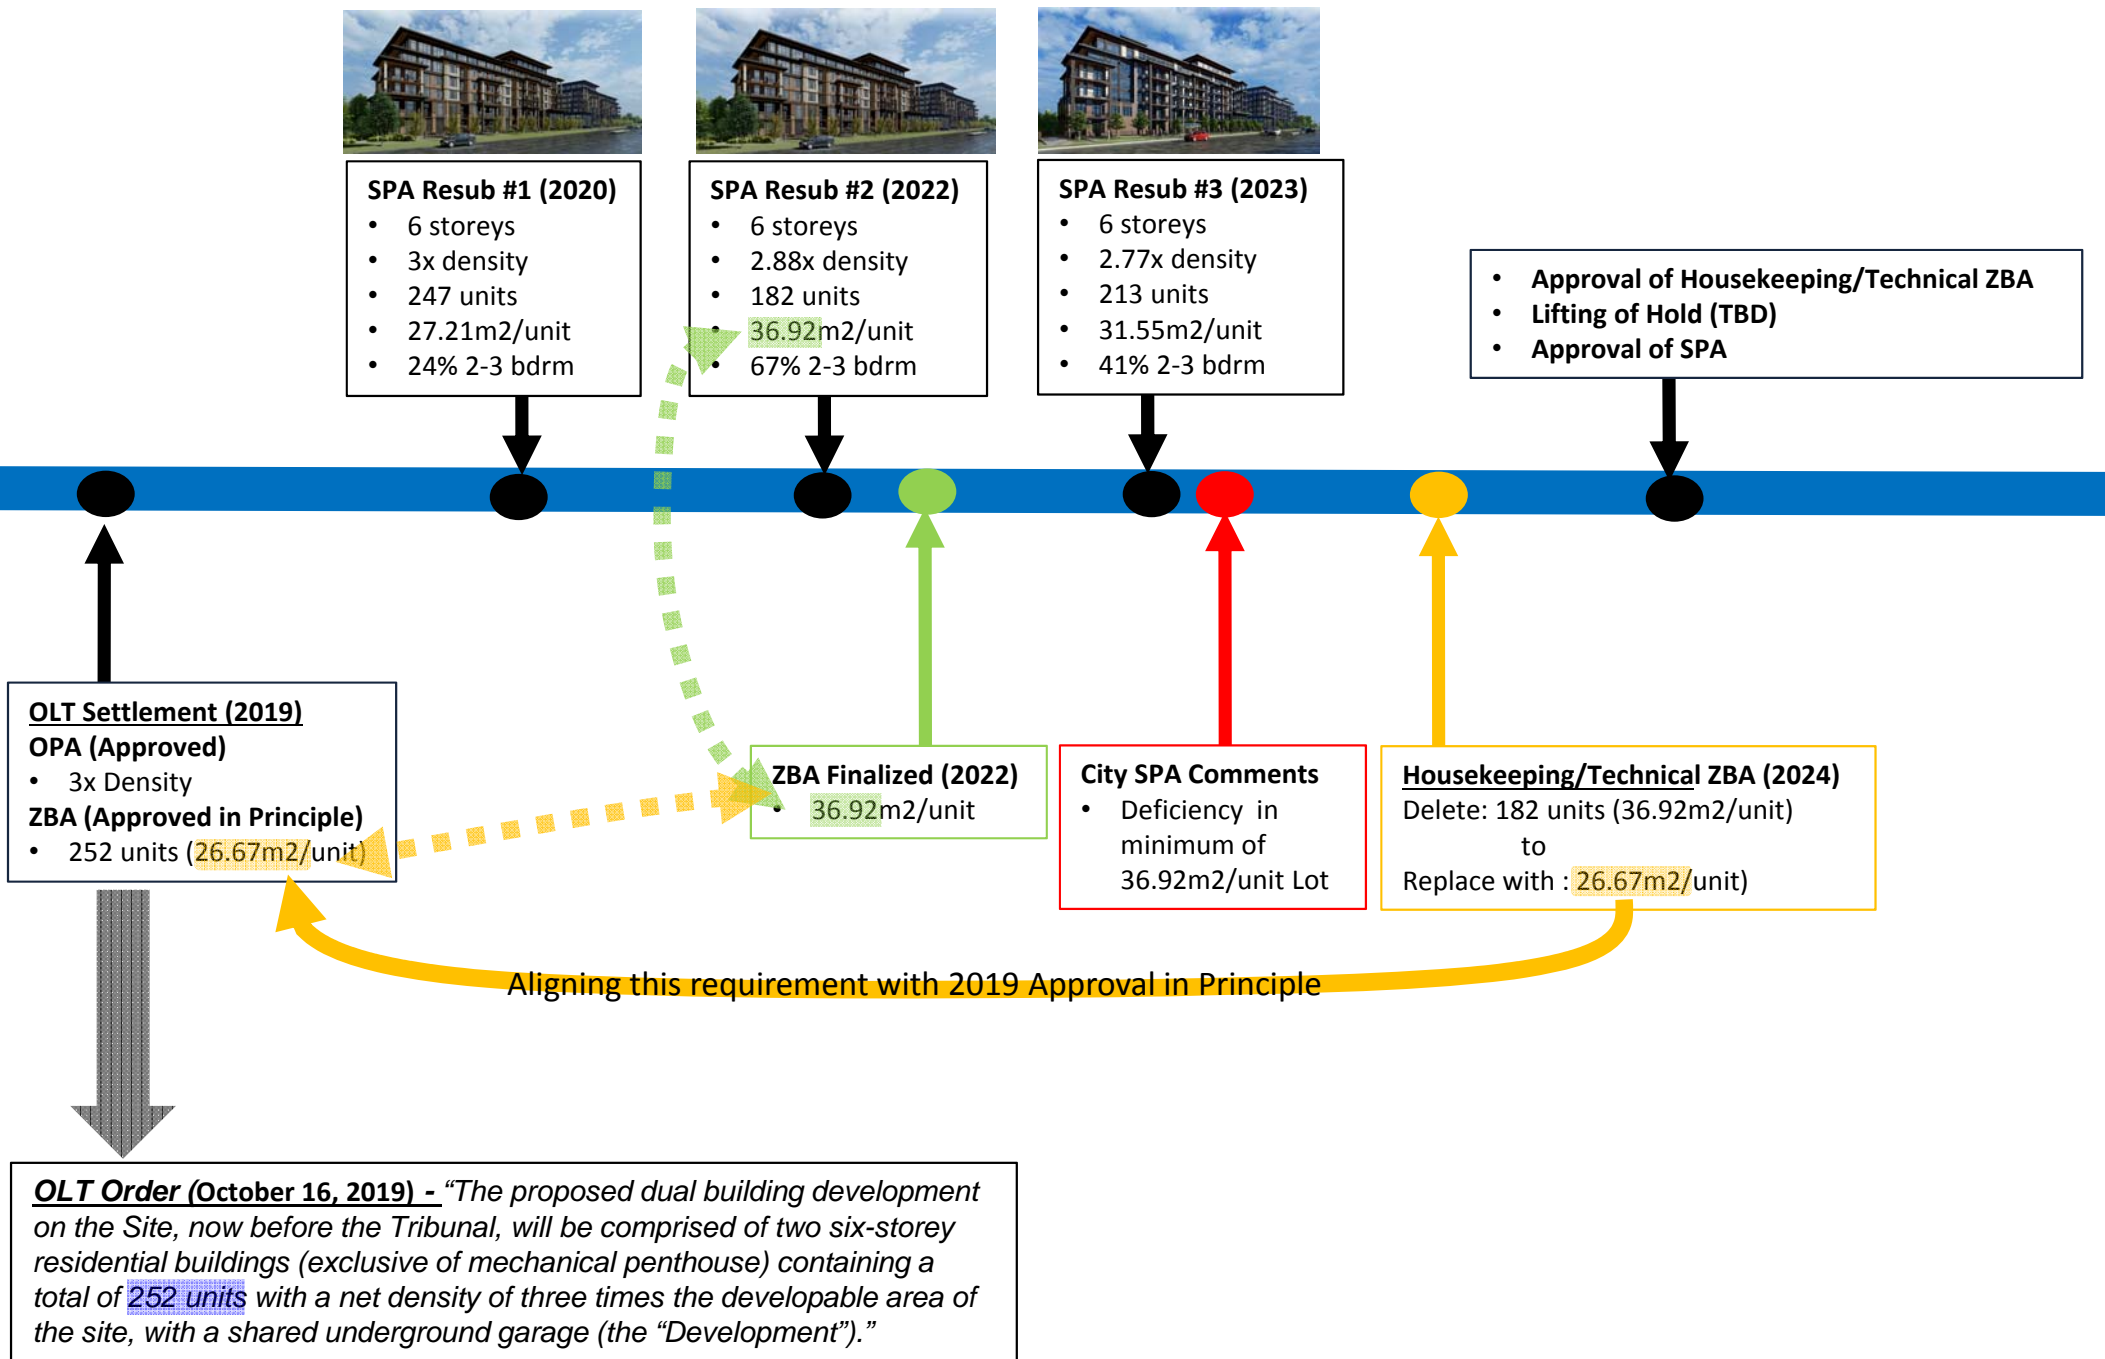 SPA Resub #1 (2020)
• 6 storeys
• 3x density
• 247 units
• 27.21m2/unit
• 24% 2-3 bdrm
SPA Resub #2 (2022)
• 6 storeys
• 2.88x density
• 182 units
• 36.92m2/unit
• 67% 2-3 bdrm
SPA Resub #3 (2023)
• 6 storeys
• 2.77x density
• 213 units
• 31.55m2/unit
• 41% 2-3 bdrm
• Approval of Housekeeping/Technical ZBA
• Lifting of Hold (TBD)
• Approval of SPA
OLT Settlement (2019)
OPA (Approved)
• 3x Density
ZBA (Approved in Principle)
• 252 units (26.67m2/unit)
ZBA Finalized (2022)
• 36.92m2/unit
City SPA Comments
• Deficiency in
minimum of
36.92m2/unit Lot
Housekeeping/Technical ZBA (2024)
Delete: 182 units (36.92m2/unit)
to
Replace with : 26.67m2/unit)
Aligning this requirement with 2019 Approval in Principle
OLT Order (October 16, 2019) - “The proposed dual building development
on the Site, now before the Tribunal, will be comprised of two six-storey
residential buildings (exclusive of mechanical penthouse) containing a
total of 252 units with a net density of three times the developable area of
the site, with a shared underground garage (the “Development”).”